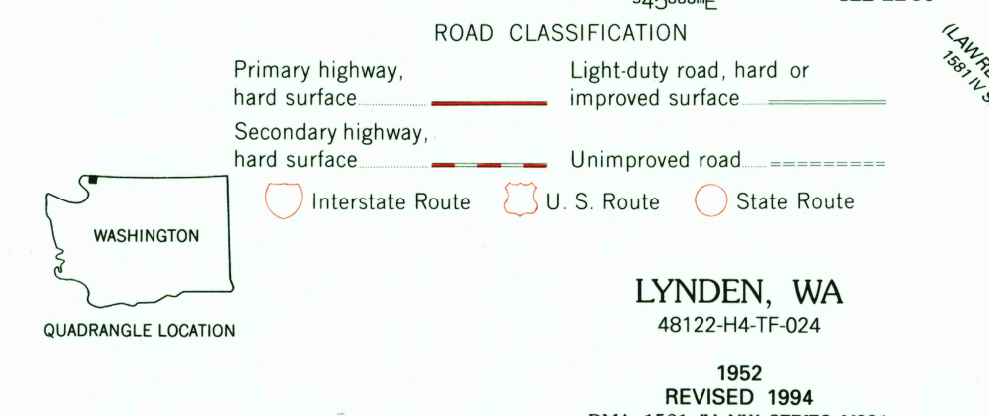 ROAD CLASSIFICATION
Primary highway,
hard surface
Light-duty road, hard or
improved surface
Secondary highway,
hard surface
Unimproved road
Interstate Route
U. S. Route
State Route
WASHINGTON
QUADRANGLE LOCATION
LYNDEN, WA
48122-H4-TF-024
1952
REVISED 1994